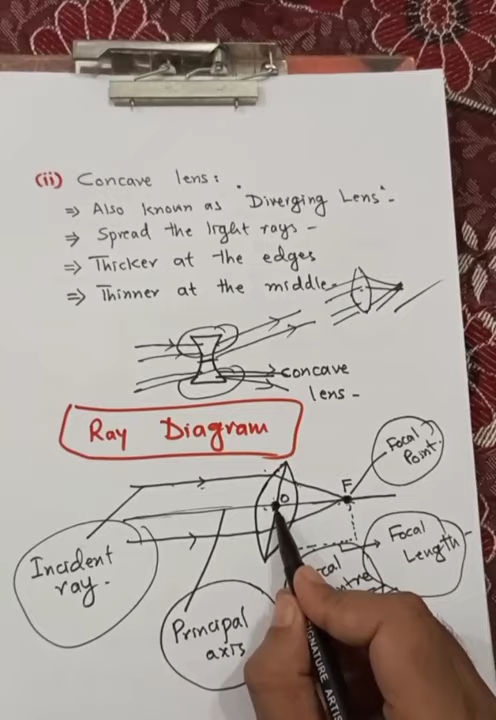 (ii) Concave lens:
⇒ Also known as "Diverging Lens".
⇒ Spread the light rays -
⇒ Thicker at the edges
⇒ Thinner at the middle.
concave
lens -
Ray Diagram
Focal
Point.
F
O
Focal
Length -
Incident
ray.
Principal
axis
SIGNATURE